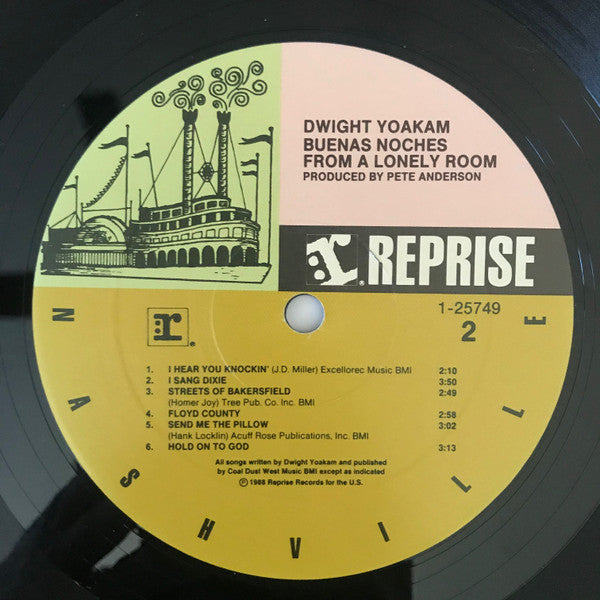 DWIGHT YOAKAM
BUENAS NOCHES
FROM A LONELY ROOM
PRODUCED BY PETE ANDERSON
r® REPRISE
1-25749
2
r®
1. I HEAR YOU KNOCKIN' (J.D. Miller) Excellorec Music BMI 2:10
2. I SANG DIXIE 3:50
3. STREETS OF BAKERSFIELD 2:49
(Homer Joy) Tree Pub. Co. Inc. BMI
4. FLOYD COUNTY 2:58
5. SEND ME THE PILLOW 3:02
(Hank Locklin) Acuff Rose Publications, Inc. BMI
6. HOLD ON TO GOD 3:13
All songs written by Dwight Yoakam and published
by Coal Dust West Music BMI except as indicated
℗ 1988 Reprise Records for the U.S.
NASHVILLE